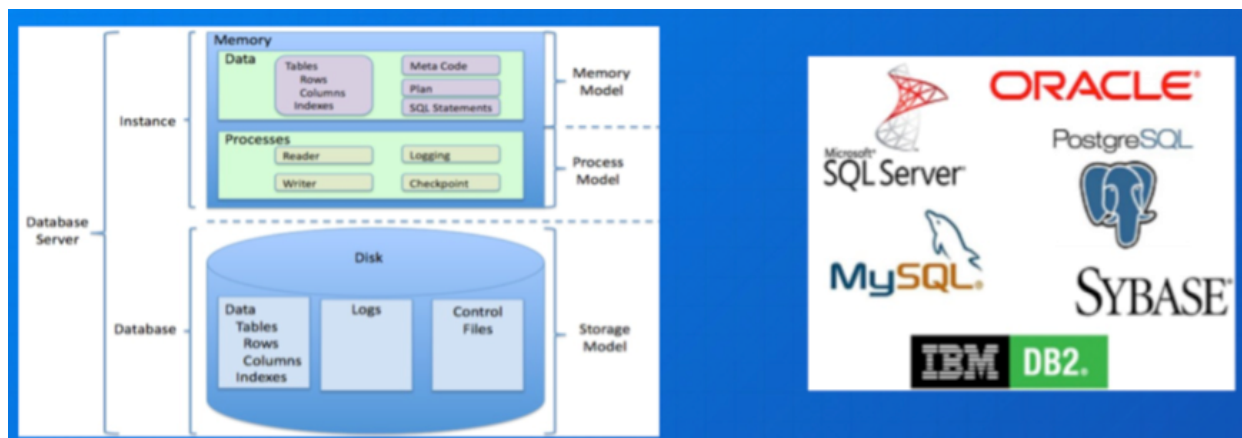 Memory
Data
Tables
Rows
Columns
Indexes
Meta Code
Plan
SQL Statements
Processes
Reader
Logging
Writer
Checkpoint
Instance
Memory
Model
Process
Model
Database
Server
Disk
Data
Tables
Rows
Columns
Indexes
Logs
Control
Files
Database
Storage
Model
ORACLE®
Microsoft®
SQL Server®
PostgreSQL
MySQL®
SYBASE®
IBM DB2®